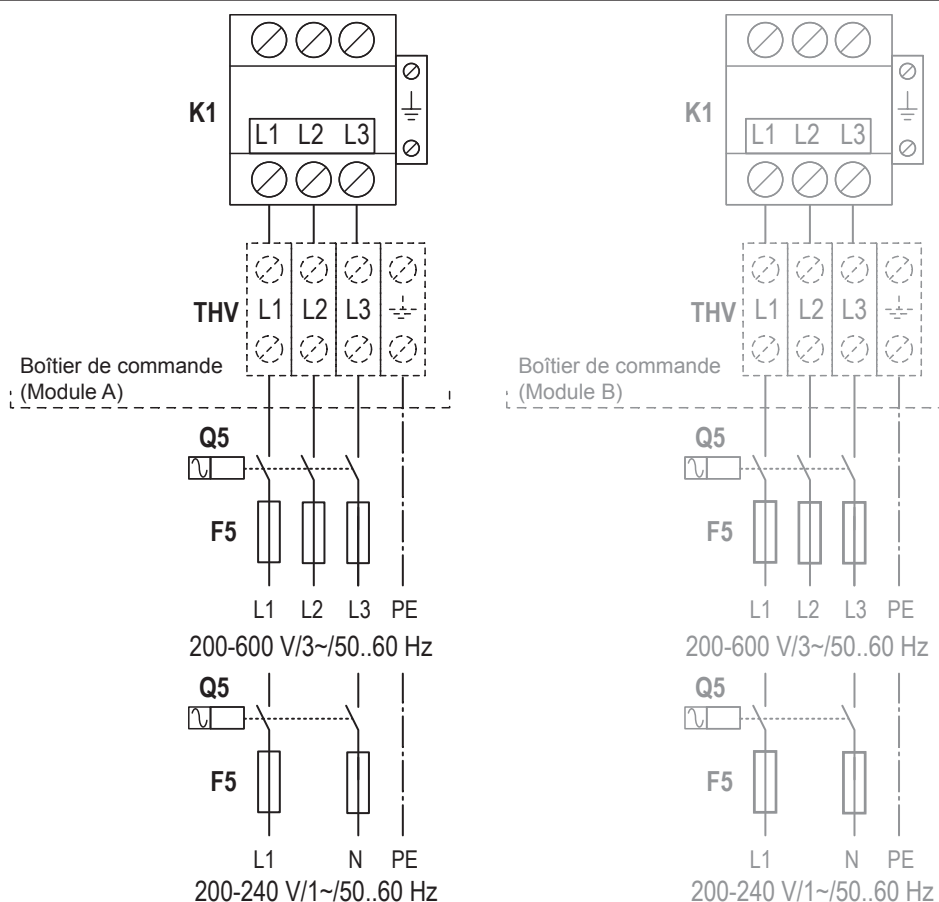 K1
L1 L2 L3
THV L1 L2 L3
Boîtier de commande
(Module A)
Q5
F5
L1 L2 L3 PE
200-600 V/3~/50..60 Hz
Q5
F5
L1 N PE
200-240 V/1~/50..60 Hz
K1
L1 L2 L3
THV L1 L2 L3
Boîtier de commande
(Module B)
Q5
F5
L1 L2 L3 PE
200-600 V/3~/50..60 Hz
Q5
F5
L1 N PE
200-240 V/1~/50..60 Hz